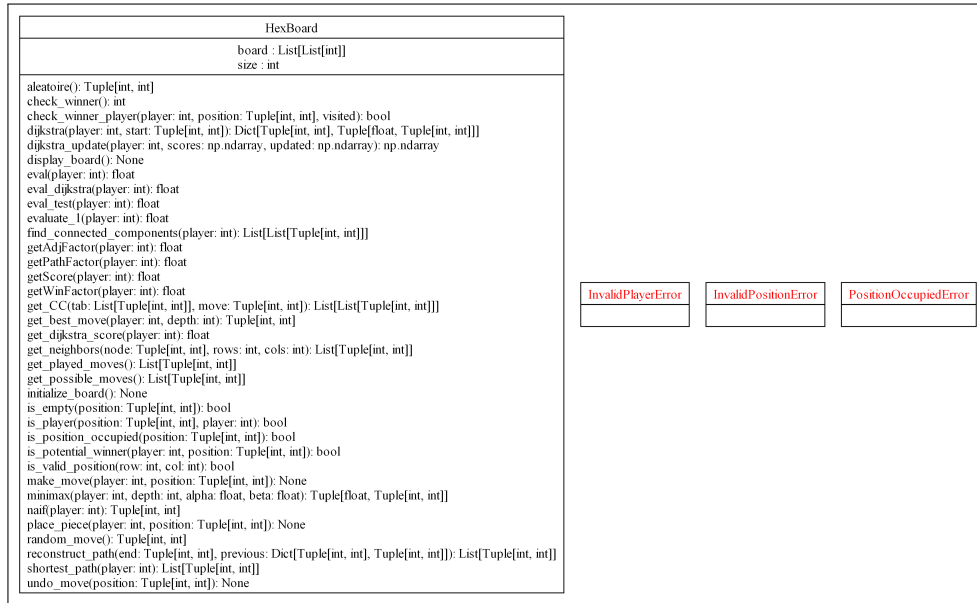 HexBoard
board : List[List[int]]
size : int
aleatoire(): Tuple[int, int]
check_winner(): int
check_winner_player(player: int, position: Tuple[int, int], visited): bool
dijkstra(player: int, start: Tuple[int, int]): Dict[Tuple[int, int], Tuple[float, Tuple[int, int]]]
dijkstra_update(player: int, scores: np.ndarray, updated: np.ndarray): np.ndarray
display_board(): None
eval(player: int): float
eval_dijkstra(player: int): float
eval_test(player: int): float
evaluate_1(player: int): float
find_connected_components(player: int): List[List[Tuple[int, int]]]
getAdjFactor(player: int): float
getPathFactor(player: int): float
getScore(player: int): float
getWinFactor(player: int): float
get_CC(tab: List[Tuple[int, int]], move: Tuple[int, int]): List[List[Tuple[int, int]]]
get_best_move(player: int, depth: int): Tuple[int, int]
get_dijkstra_score(player: int): float
get_neighbors(node: Tuple[int, int], rows: int, cols: int): List[Tuple[int, int]]
get_played_moves(): List[Tuple[int, int]]
get_possible_moves(): List[Tuple[int, int]]
initialize_board(): None
is_empty(position: Tuple[int, int]): bool
is_player(position: Tuple[int, int], player: int): bool
is_position_occupied(position: Tuple[int, int]): bool
is_potential_winner(player: int, position: Tuple[int, int]): bool
is_valid_position(row: int, col: int): bool
make_move(player: int, position: Tuple[int, int]): None
minimax(player: int, depth: int, alpha: float, beta: float): Tuple[float, Tuple[int, int]]
naif(player: int): Tuple[int, int]
place_piece(player: int, position: Tuple[int, int]): None
random_move(): Tuple[int, int]
reconstruct_path(end: Tuple[int, int], previous: Dict[Tuple[int, int], Tuple[int, int]]): List[Tuple[int, int]]
shortest_path(player: int): List[Tuple[int, int]]
undo_move(position: Tuple[int, int]): None
InvalidPlayerError
InvalidPositionError
PositionOccupiedError